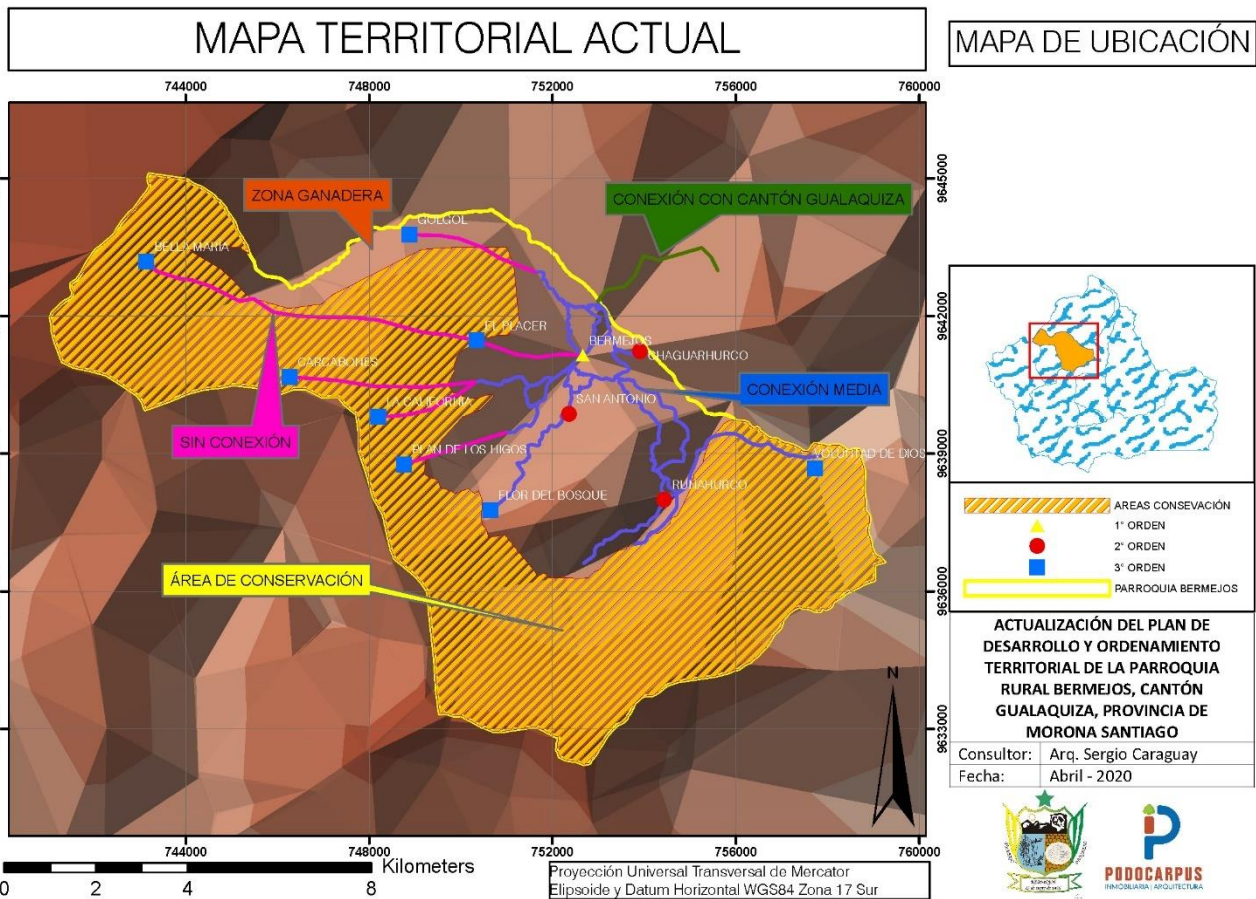 MAPA TERRITORIAL ACTUAL
MAPA DE UBICACIÓN
744000
748000
752000
756000
760000
9645000
9642000
9639000
9636000
9633000
ZONA GANADERA
CONEXIÓN CON CANTÓN GUALAQUIZA
GULGOL
BELLA MARIA
EL PLACER
BERMEJOS
CHAGUARHURCO
CARCABONES
CONEXIÓN MEDIA
LA CALIFORNIA
SAN ANTONIO
SIN CONEXIÓN
PLAN DE LOS HIGOS
VOLUNTAD DE DIOS
RUNAHURCO
FLOR DEL BOSQUE
ÁREA DE CONSERVACIÓN
N
744000
748000
752000
756000
760000
Kilometers
0
2
4
8
Proyección Universal Transversal de Mercator
Elipsoide y Datum Horizontal WGS84 Zona 17 Sur
AREAS CONSEVACIÓN
1° ORDEN
2° ORDEN
3° ORDEN
PARROQUIA BERMEJOS
ACTUALIZACIÓN DEL PLAN DE
DESARROLLO Y ORDENAMIENTO
TERRITORIAL DE LA PARROQUIA
RURAL BERMEJOS, CANTÓN
GUALAQUIZA, PROVINCIA DE
MORONA SANTIAGO
Consultor: Arq. Sergio Caraguay
Fecha: Abril - 2020
PODOCARPUS
INMOBILIARIA | ARQUITECTURA